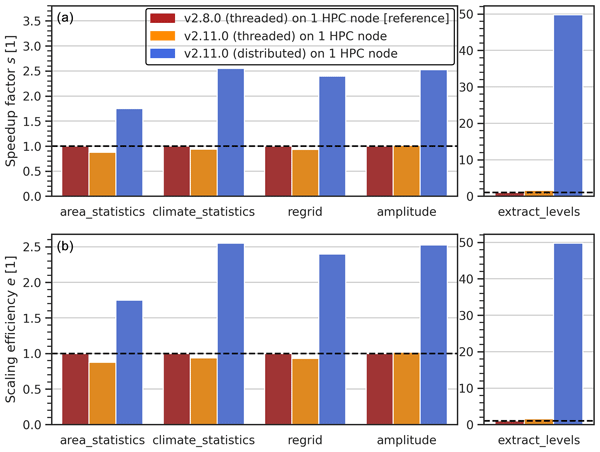 (a)
v2.8.0 (threaded) on 1 HPC node [reference]
v2.11.0 (threaded) on 1 HPC node
v2.11.0 (distributed) on 1 HPC node
Speedup factor s [1]
3.5
3.0
2.5
2.0
1.5
1.0
0.5
0.0
area_statistics
climate_statistics
regrid
amplitude
50
40
30
20
10
0
extract_levels
(b)
Scaling efficiency e [1]
2.5
2.0
1.5
1.0
0.5
0.0
area_statistics
climate_statistics
regrid
amplitude
50
40
30
20
10
0
extract_levels